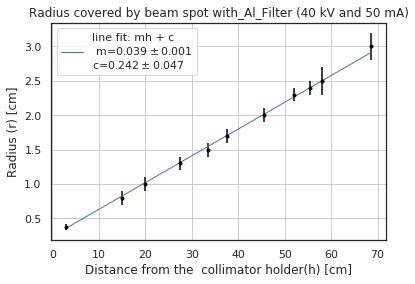 Radius covered by beam spot with_Al_Filter (40 kV and 50 mA)
line fit: mh + c
m=0.039 ± 0.001
c=0.242 ± 0.047
Radius (r) [cm]
3.0
2.5
2.0
1.5
1.0
0.5
0 10 20 30 40 50 60 70
Distance from the collimator holder(h) [cm]